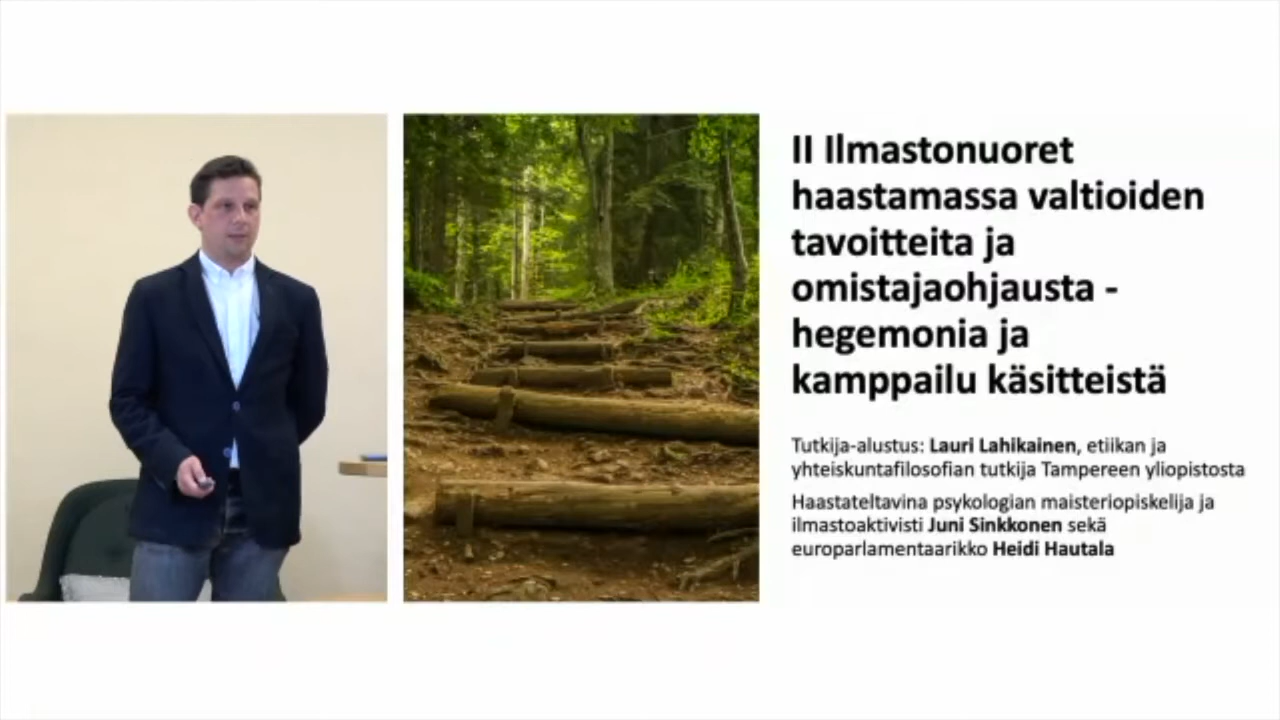 II Ilmastonuoret
haastamassa valtioiden
tavoitteita ja
omistajaohjausta -
hegemonia ja
kamppailu käsitteistä
Tutkija-alustus: Lauri Lahikainen, etiikan ja
yhteiskuntafilosofian tutkija Tampereen yliopistosta
Haastateltavina psykologian maisteriopiskelija ja
ilmastoaktivisti Juni Sinkkonen sekä
europarlamentaarikko Heidi Hautala